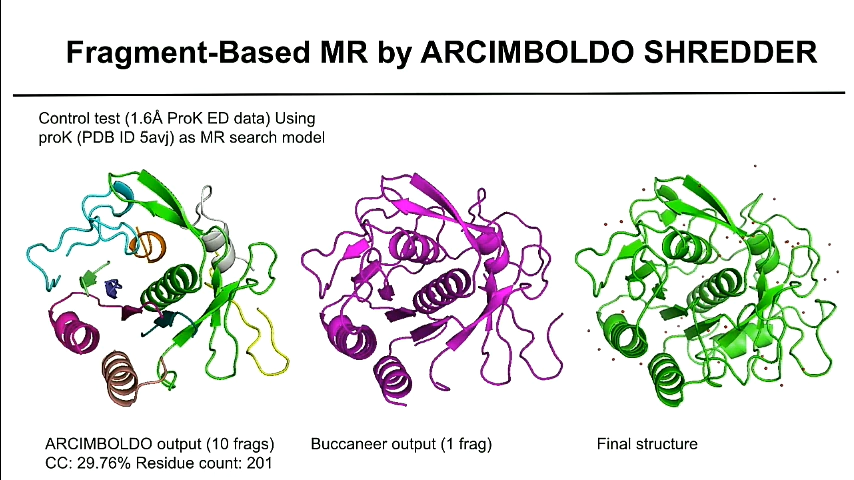 Fragment-Based MR by ARCIMBOLDO SHREDDER
Control test (1.6Å ProK ED data) Using
proK (PDB ID 5avj) as MR search model
ARCIMBOLDO output (10 frags)
CC: 29.76% Residue count: 201
Buccaneer output (1 frag)
Final structure